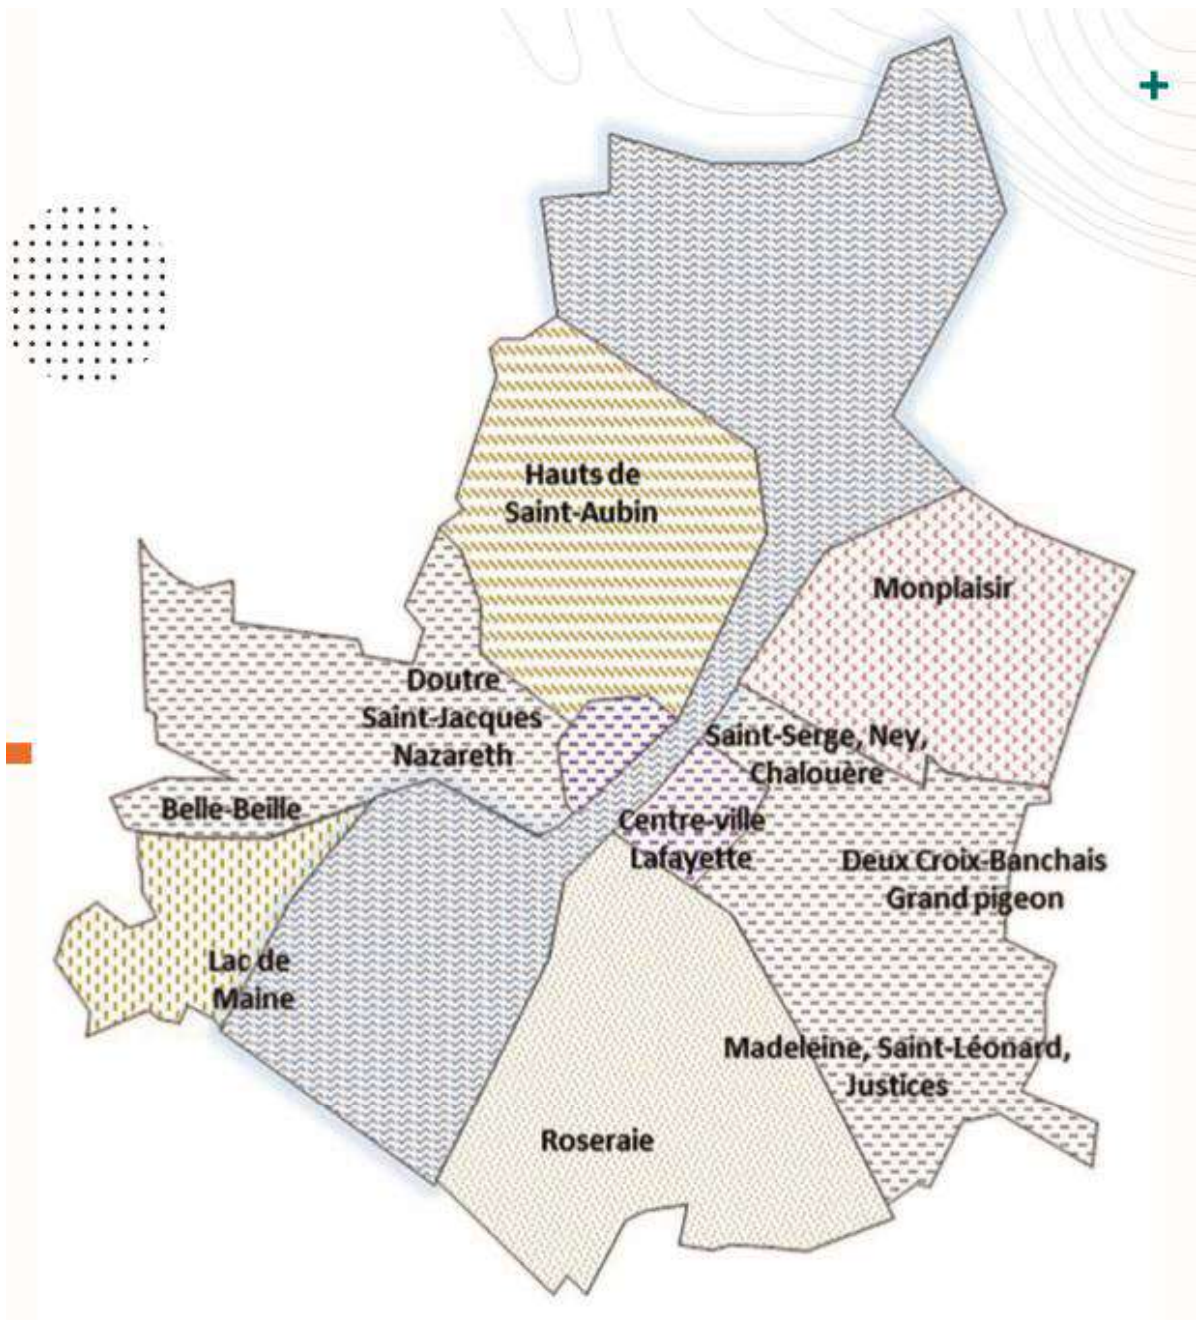 Hauts de
Saint-Aubin
Monplaisir
Doutre
Saint-Jacques
Nazareth
Saint-Serge, Ney,
Chalouère
Belle-Beille
Centre-ville
Lafayette
Deux Croix-Banchais
Grand pigeon
Lac de
Maine
Madeleine, Saint-Léonard,
Justices
Roseraie